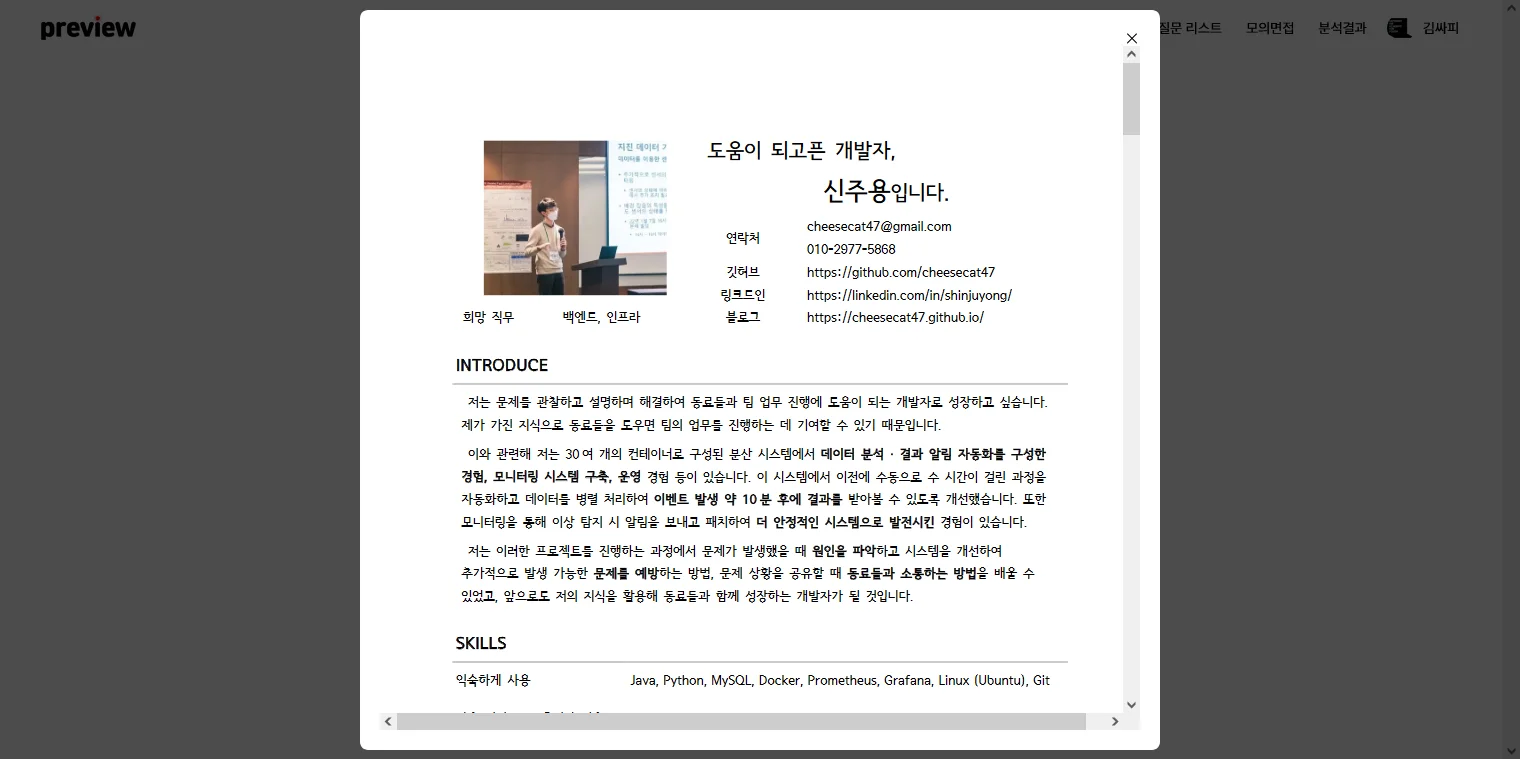 preview
질문 리스트 모의면접 분석결과 김싸피
도움이 되고픈 개발자,
신주용입니다.
연락처 cheesecat47@gmail.com
010-2977-5868
깃허브 https://github.com/cheesecat47
링크드인 https://linkedin.com/in/shinjuyong/
희망 직무 백엔드, 인프라 블로그 https://cheesecat47.github.io/
INTRODUCE
저는 문제를 관찰하고 설명하며 해결하여 동료들과 팀 업무 진행에 도움이 되는 개발자로 성장하고 싶습니다.
제가 가진 지식으로 동료들을 도우면 팀의 업무를 진행하는 데 기여할 수 있기 때문입니다.
이와 관련해 저는 30여 개의 컨테이너로 구성된 분산 시스템에서 데이터 분석 · 결과 알림 자동화를 구성한
경험, 모니터링 시스템 구축, 운영 경험 등이 있습니다. 이 시스템에서 이전에 수동으로 수 시간이 걸린 과정을
자동화하고 데이터를 병렬 처리하여 이벤트 발생 약 10분 후에 결과를 받아볼 수 있도록 개선했습니다. 또한
모니터링을 통해 이상 탐지 시 알림을 보내고 패치하여 더 안정적인 시스템으로 발전시킨 경험이 있습니다.
저는 이러한 프로젝트를 진행하는 과정에서 문제가 발생했을 때 원인을 파악하고 시스템을 개선하여
추가적으로 발생 가능한 문제를 예방하는 방법, 문제 상황을 공유할 때 동료들과 소통하는 방법을 배울 수
있었고, 앞으로도 저의 지식을 활용해 동료들과 함께 성장하는 개발자가 될 것입니다.
SKILLS
익숙하게 사용 Java, Python, MySQL, Docker, Prometheus, Grafana, Linux (Ubuntu), Git